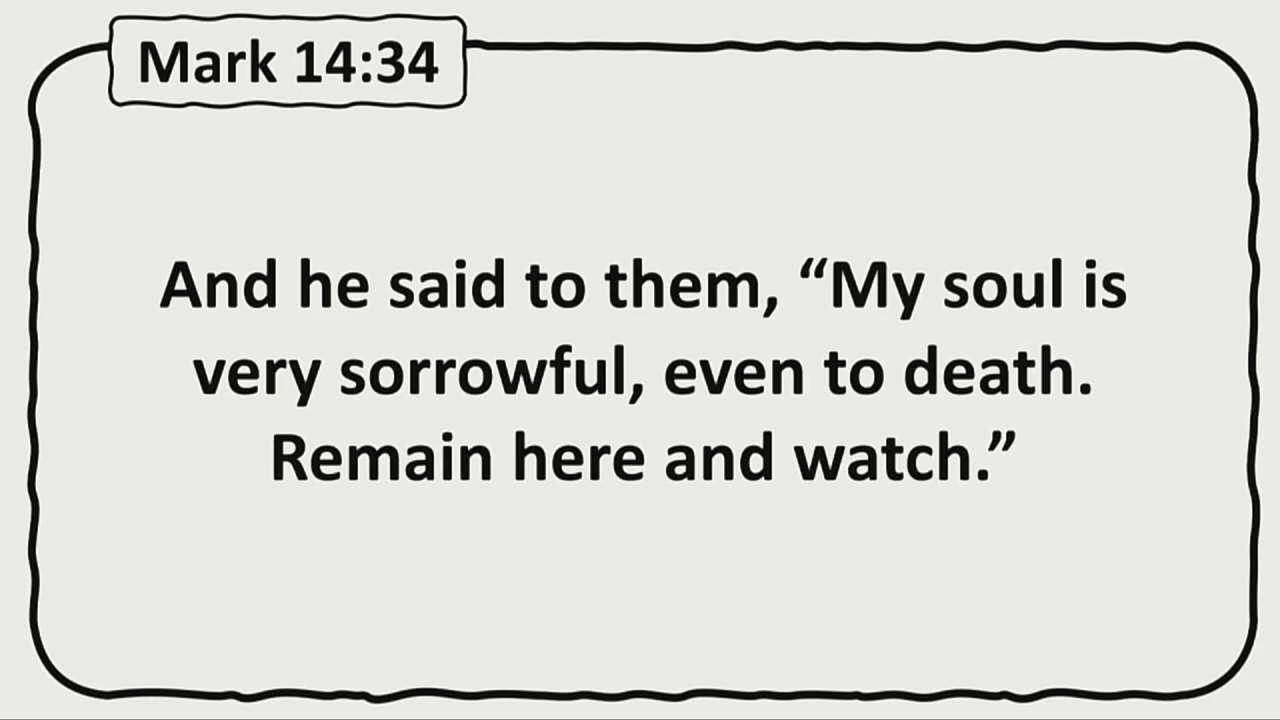 Mark 14:34
And he said to them, “My soul is
very sorrowful, even to death.
Remain here and watch.”